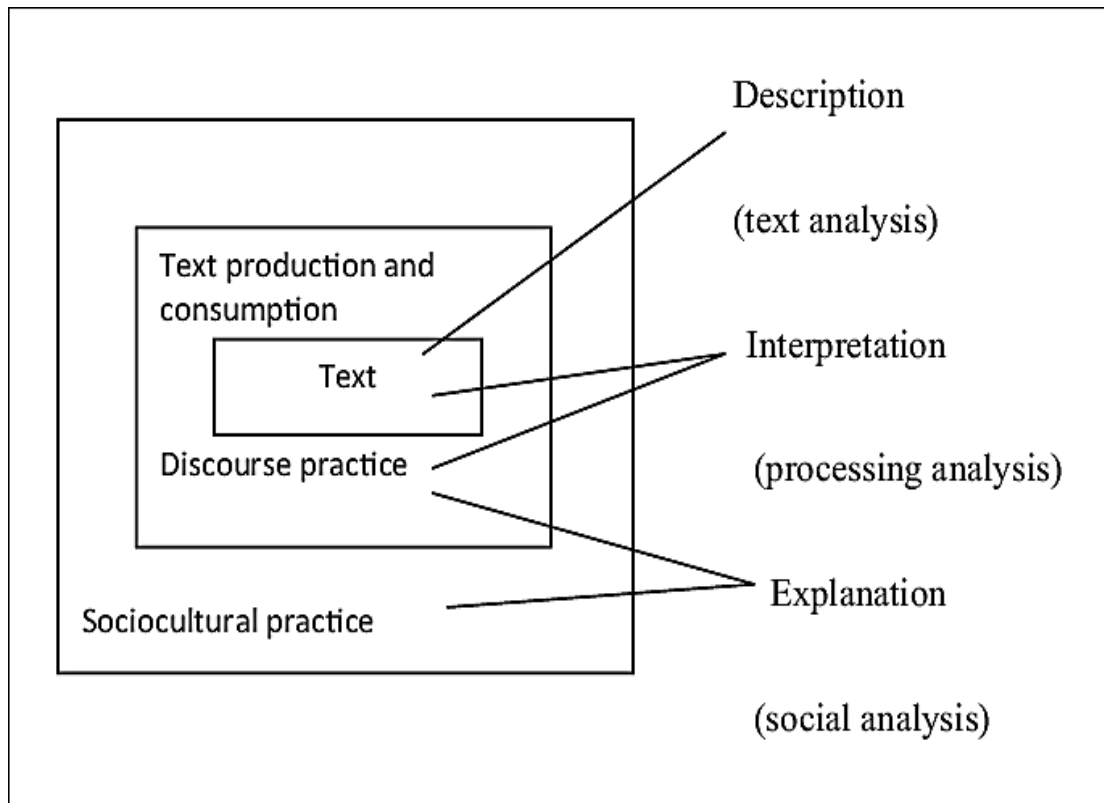 Description
(text analysis)
Text production and
consumption
Text
Interpretation
Discourse practice
(processing analysis)
Explanation
Sociocultural practice
(social analysis)